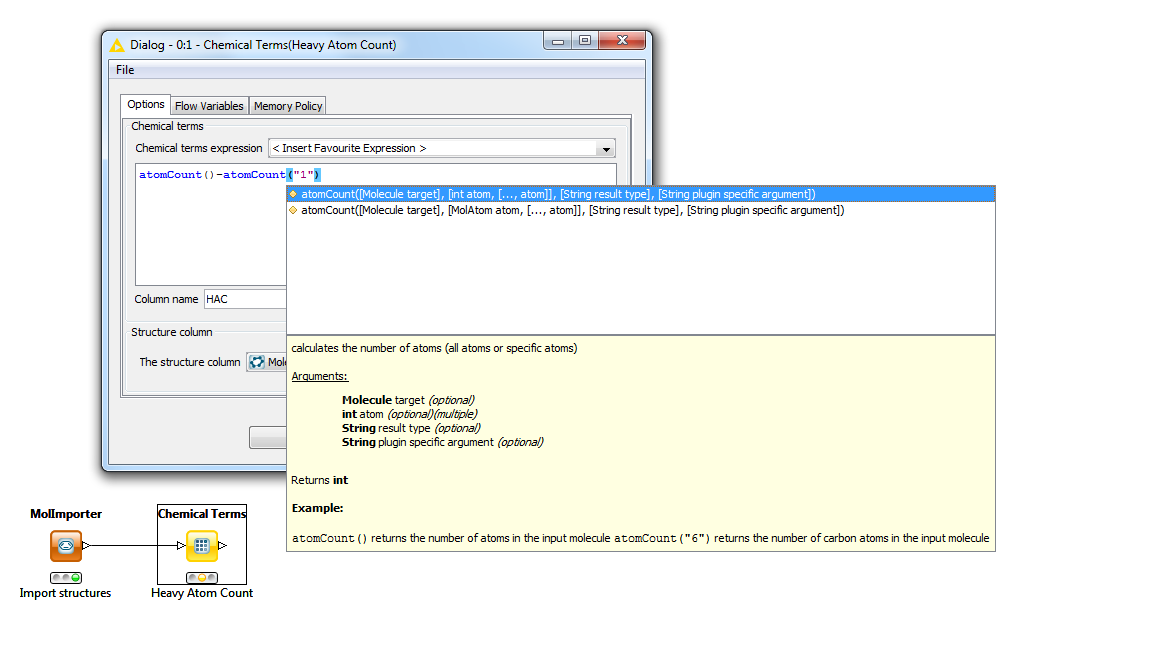 Dialog - 0:1 - Chemical Terms(Heavy Atom Count)
File
Options Flow Variables Memory Policy
Chemical terms
Chemical terms expression < Insert Favourite Expression >
atomCount()-atomCount("1")
atomCount([Molecule target], [int atom, [..., atom]], [String result type], [String plugin specific argument])
atomCount([Molecule target], [MolAtom atom, [..., atom]], [String result type], [String plugin specific argument])
Column name HAC
Structure column
The structure column
calculates the number of atoms (all atoms or specific atoms)
Arguments:
Molecule target (optional)
int atom (optional)(multiple)
String result type (optional)
String plugin specific argument (optional)
Returns int
Example:
atomCount() returns the number of atoms in the input molecule atomCount("6") returns the number of carbon atoms in the input molecule
MolImporter
Import structures
Chemical Terms
Heavy Atom Count